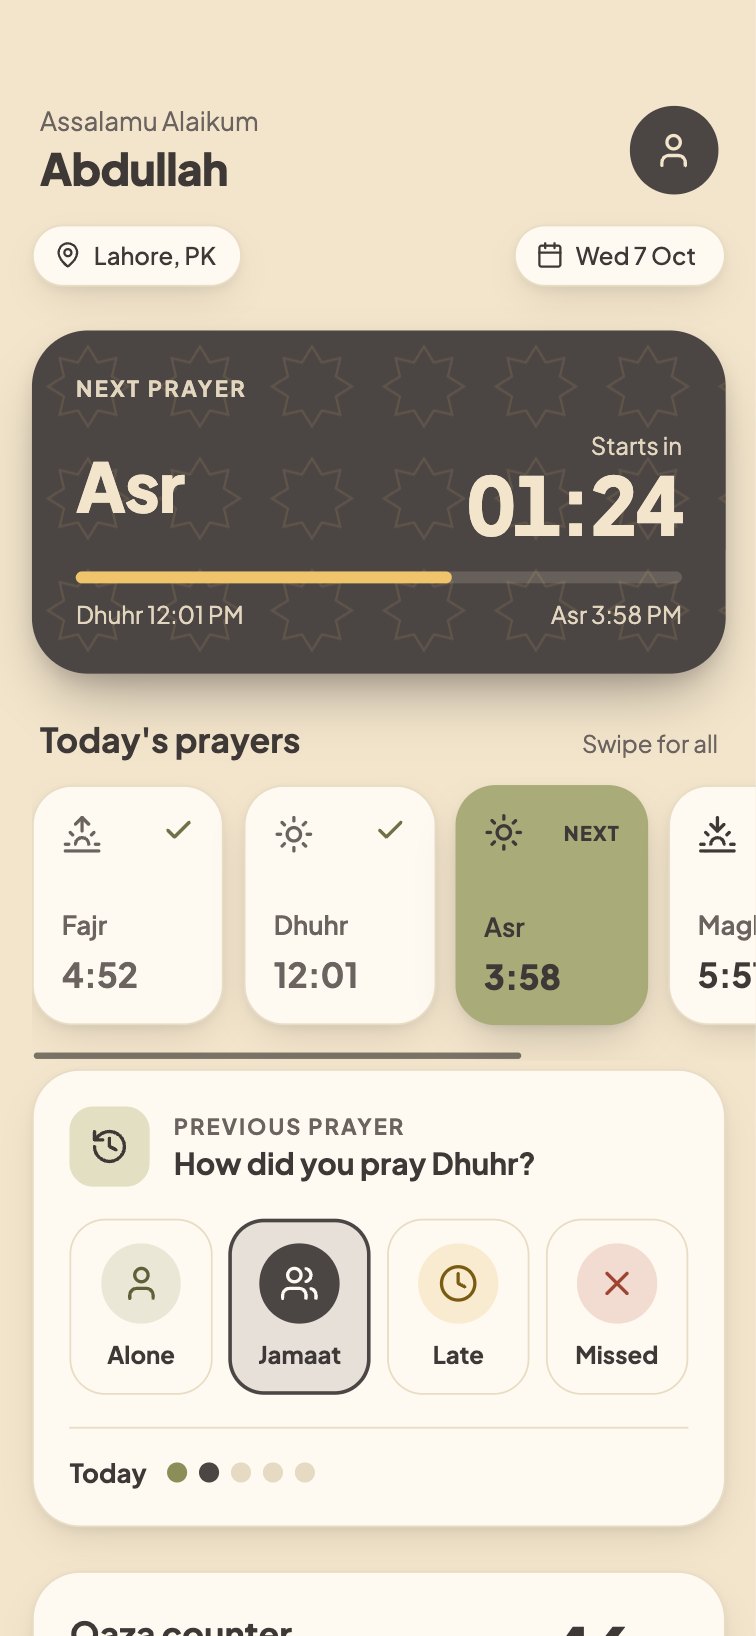 Assalamu Alaikum
Abdullah
Lahore, PK
Wed 7 Oct
NEXT PRAYER
Starts in
Asr
01:24
Dhuhr 12:01 PM
Asr 3:58 PM
Today's prayers
Swipe for all
NEXT
Fajr
Dhuhr
Asr
4:52
12:01
3:58
PREVIOUS PRAYER
How did you pray Dhuhr?
Alone
Jamaat
Late
Missed
Today
Qaza counter